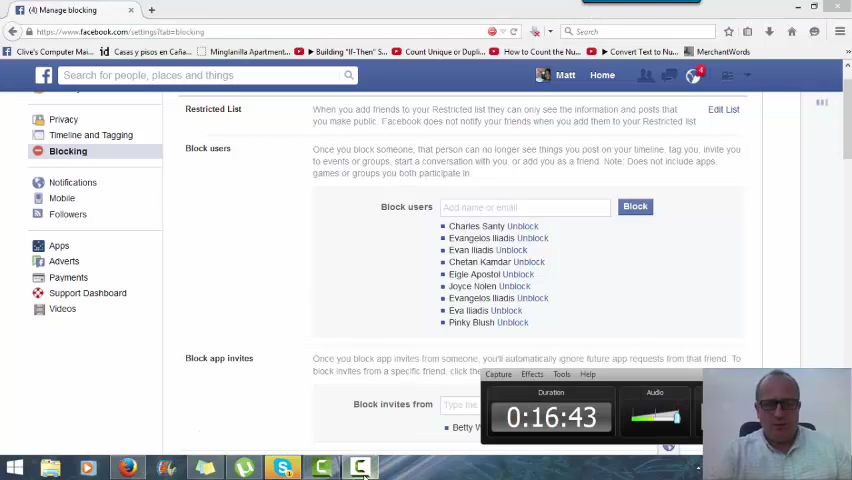 (4) Manage blocking
https://www.facebook.com/settings?tab=blocking
Search
Clive's Computer Mai...
Casas y pisos en Caña...
Minglanilla Apartment...
Building "If-Then" S...
Count Unique or Dupli...
How to Count the Nu...
Convert Text to Nu...
MerchantWords
Search for people, places and things
Matt
Home
4
Privacy
Timeline and Tagging
Blocking
Notifications
Mobile
Followers
Apps
Adverts
Payments
Support Dashboard
Videos
Restricted List
When you add friends to your Restricted list they can only see the information and posts that
you make public. Facebook does not notify your friends when you add them to your Restricted list
Edit List
Block users
Once you block someone, that person can no longer see things you post on your timeline, tag you, invite you
to events or groups, start a conversation with you, or add you as a friend. Note: Does not include apps,
games or groups you both participate in.
Block users
Add name or email
Block
Charles Santy Unblock
Evangelos Iliadis Unblock
Evan Iliadis Unblock
Chetan Kamdar Unblock
Eigle Apostol Unblock
Joyce Nolen Unblock
Evangelos Iliadis Unblock
Eva Iliadis Unblock
Pinky Blush Unblock
Block app invites
Once you block app invites from someone, you'll automatically ignore future app requests from that friend. To
block invites from a specific friend, click the
Block invites from
Type the
Betty W
Capture
Effects
Tools
Help
Duration
Audio
0:16:43